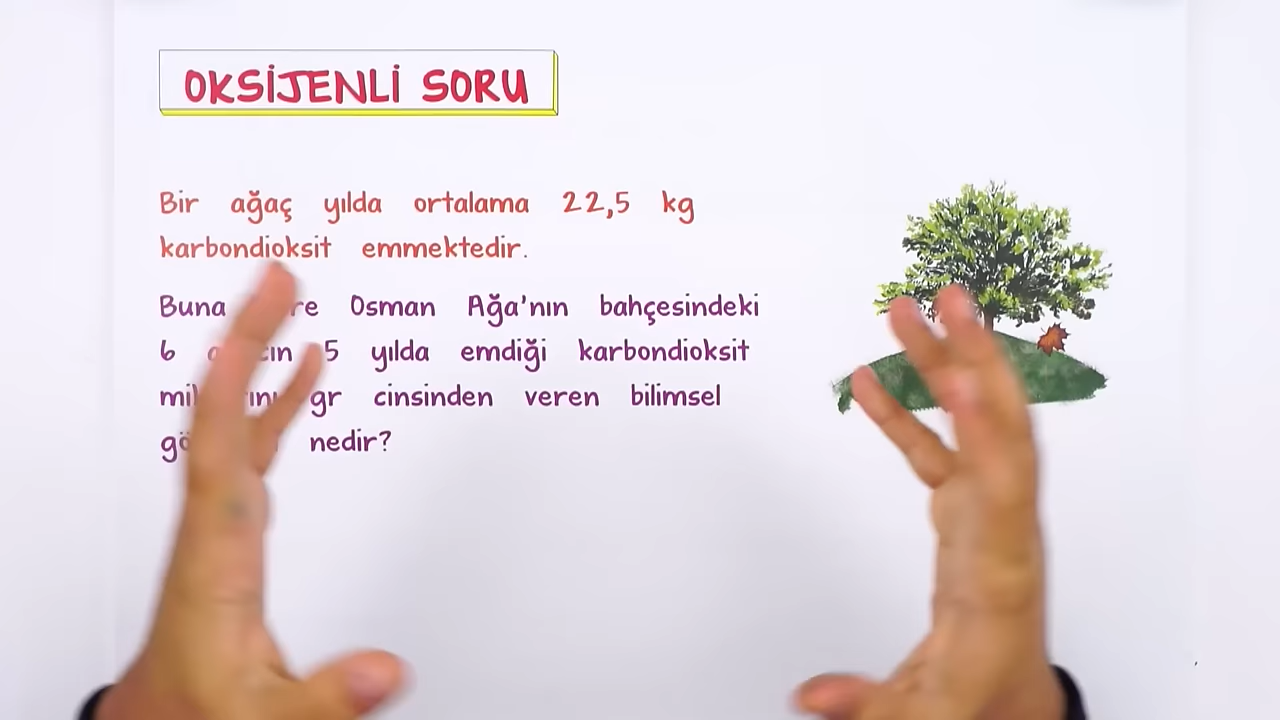 OKSİJENLİ SORU
Bir ağaç yılda ortalama 22,5 kg
karbondioksit emmektedir.
Buna Osman Ağa'nın bahçesindeki
6 5 yılda emdiği karbondioksit
gr cinsinden veren bilimsel
nedir?